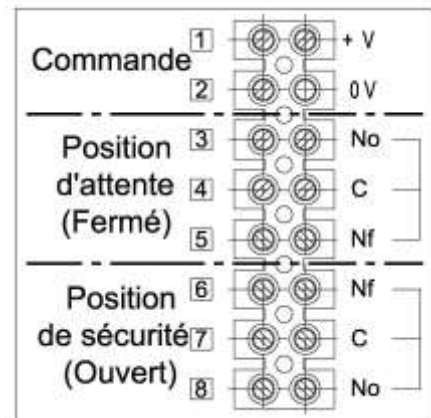 Commande
1 + V
2 0 V
Position
d'attente
(Fermé)
3 No
4 C
5 Nf
Position
de sécurité
(Ouvert)
6 Nf
7 C
8 No